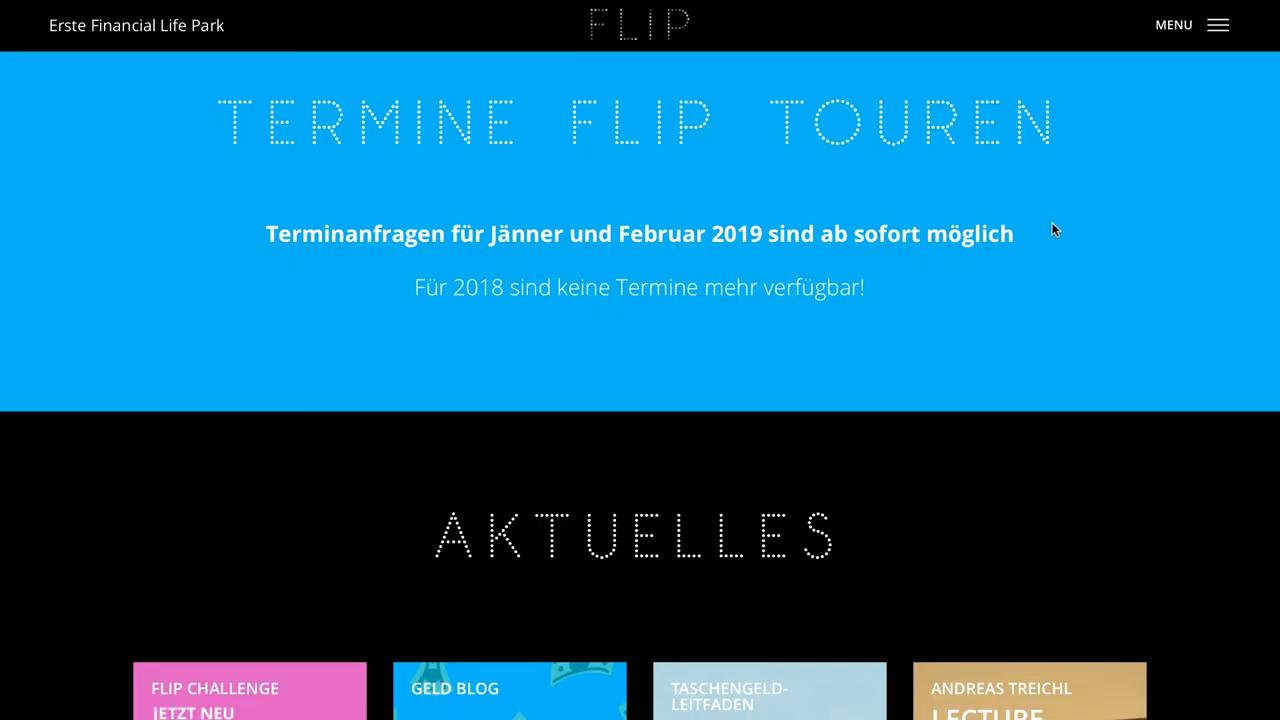 Erste Financial Life Park
FLIP
MENU
TERMINE FLIP TOUREN
Terminanfragen für Jänner und Februar 2019 sind ab sofort möglich
Für 2018 sind keine Termine mehr verfügbar!
AKTUELLES
FLIP CHALLENGE
JETZT NEU
GELD BLOG
TASCHENGELD-
LEITFADEN
ANDREAS TREICHL
LECTURE